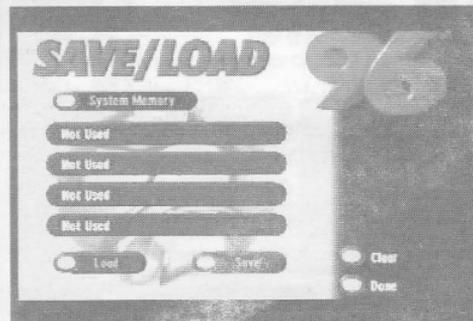 SAVE/LOAD
96
System Memory
Not Used
Not Used
Not Used
Not Used
Load
Save
Clear
Done